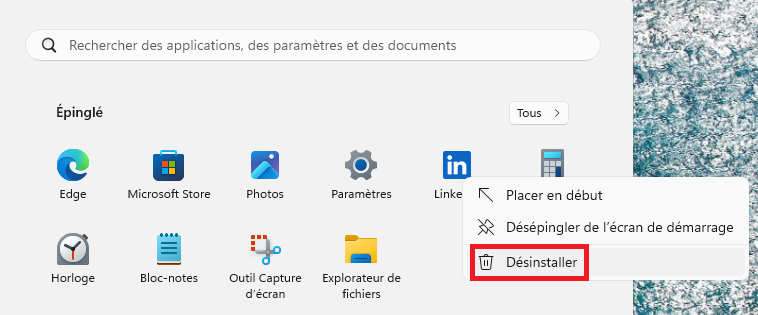 Rechercher des applications, des paramètres et des documents
Épinglé
Tous
Edge
Microsoft Store
Photos
Paramètres
Linke
Placer en début
Désépingler de l'écran de démarrage
Désinstaller
Horloge
Bloc-notes
Outil Capture
d'écran
Explorateur de
fichiers